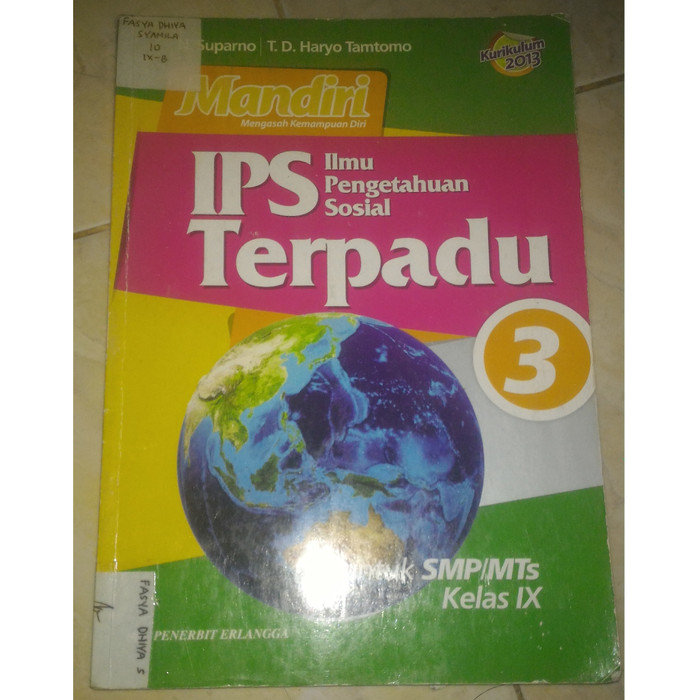 FASYA DHIYA
SYAMILA
10
IX-B
Suparno | T. D. Haryo Tamtomo
Kurikulum
2013
Mandiri
Mengasah Kemampuan Diri
IPS
Ilmu
Pengetahuan
Sosial
Terpadu
3
untuk SMP/MTs
Kelas IX
PENERBIT ERLANGGA
FASYA DHIYA S